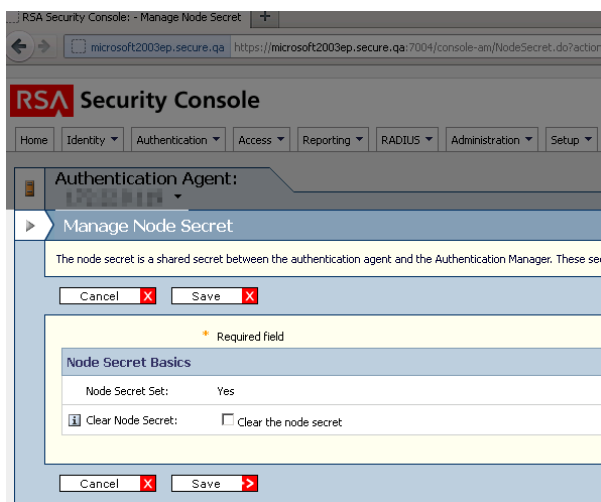 RSA Security Console: - Manage Node Secret
microsoft2003ep.secure.qa https://microsoft2003ep.secure.qa:7004/console-am/NodeSecret.do?action
RSA Security Console
Home Identity Authentication Access Reporting RADIUS Administration Setup
Authentication Agent:
Manage Node Secret
The node secret is a shared secret between the authentication agent and the Authentication Manager. These
Cancel X Save X
* Required field
Node Secret Basics
Node Secret Set: Yes
i Clear Node Secret: Clear the node secret
Cancel X Save >